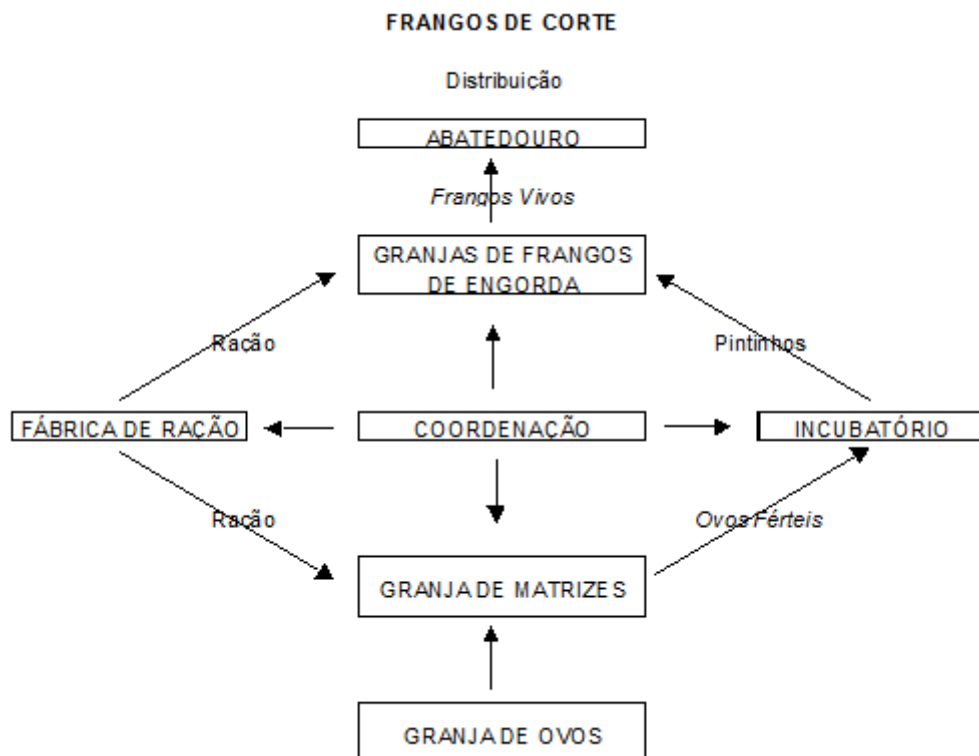 FRANGOS DE CORTE
Distribuição
ABATEDOURO
Frangos Vivos
GRANJAS DE FRANGOS
DE ENGORDA
Ração
Pintinhos
FÁBRICA DE RAÇÃO
COORDENAÇÃO
INCUBATÓRIO
Ração
Ovos Férteis
GRANJA DE MATRIZES
GRANJA DE OVOS